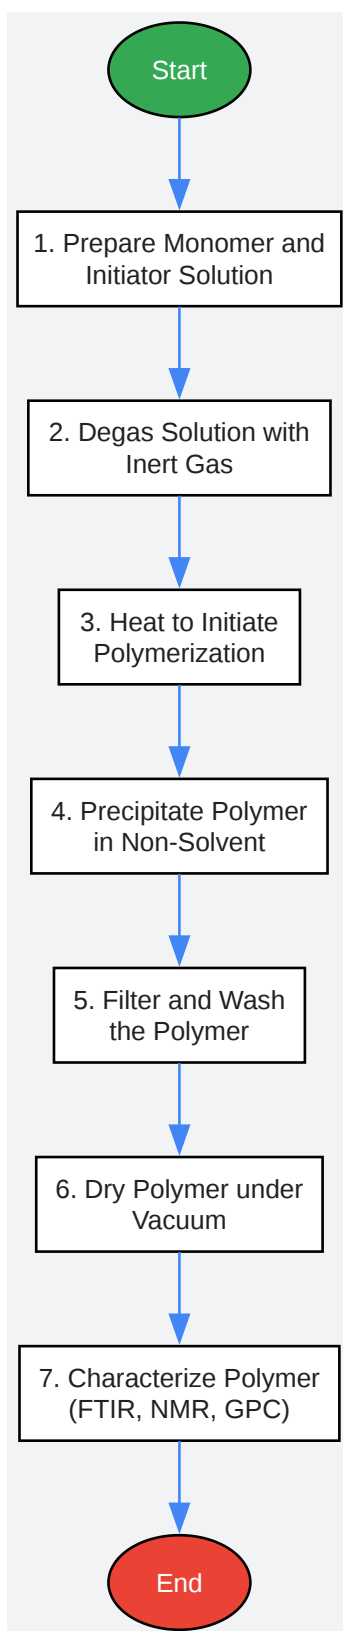 Start
1. Prepare Monomer and
Initiator Solution
2. Degas Solution with
Inert Gas
3. Heat to Initiate
Polymerization
4. Precipitate Polymer
in Non-Solvent
5. Filter and Wash
the Polymer
6. Dry Polymer under
Vacuum
7. Characterize Polymer
(FTIR, NMR, GPC)
End